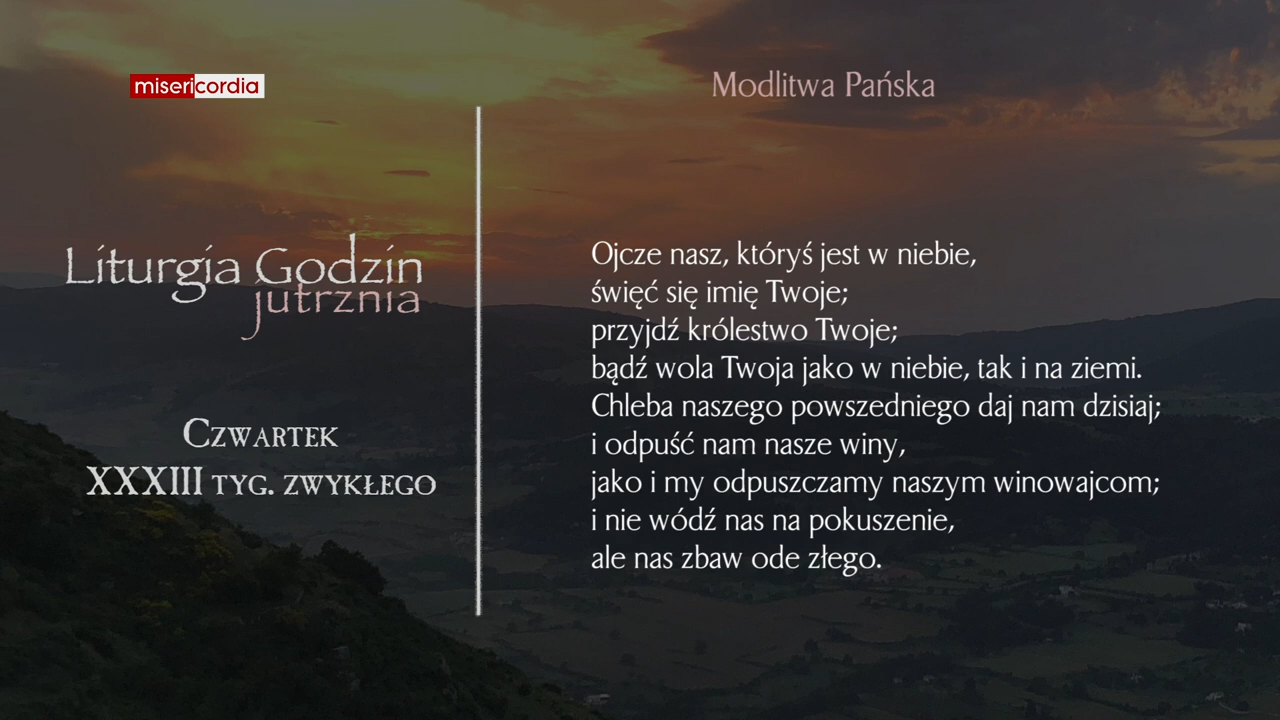 misericordia
Liturgia Godzin
jutrznia
Czwartek
XXXIII tyg. zwykłego
Modlitwa Pańska
Ojcze nasz, któryś jest w niebie,
święć się imię Twoje;
przyjdź królestwo Twoje;
bądź wola Twoja jako w niebie, tak i na ziemi.
Chleba naszego powszedniego daj nam dzisiaj;
i odpuść nam nasze winy,
jako i my odpuszczamy naszym winowajcom;
i nie wódź nas na pokuszenie,
ale nas zbaw ode złego.